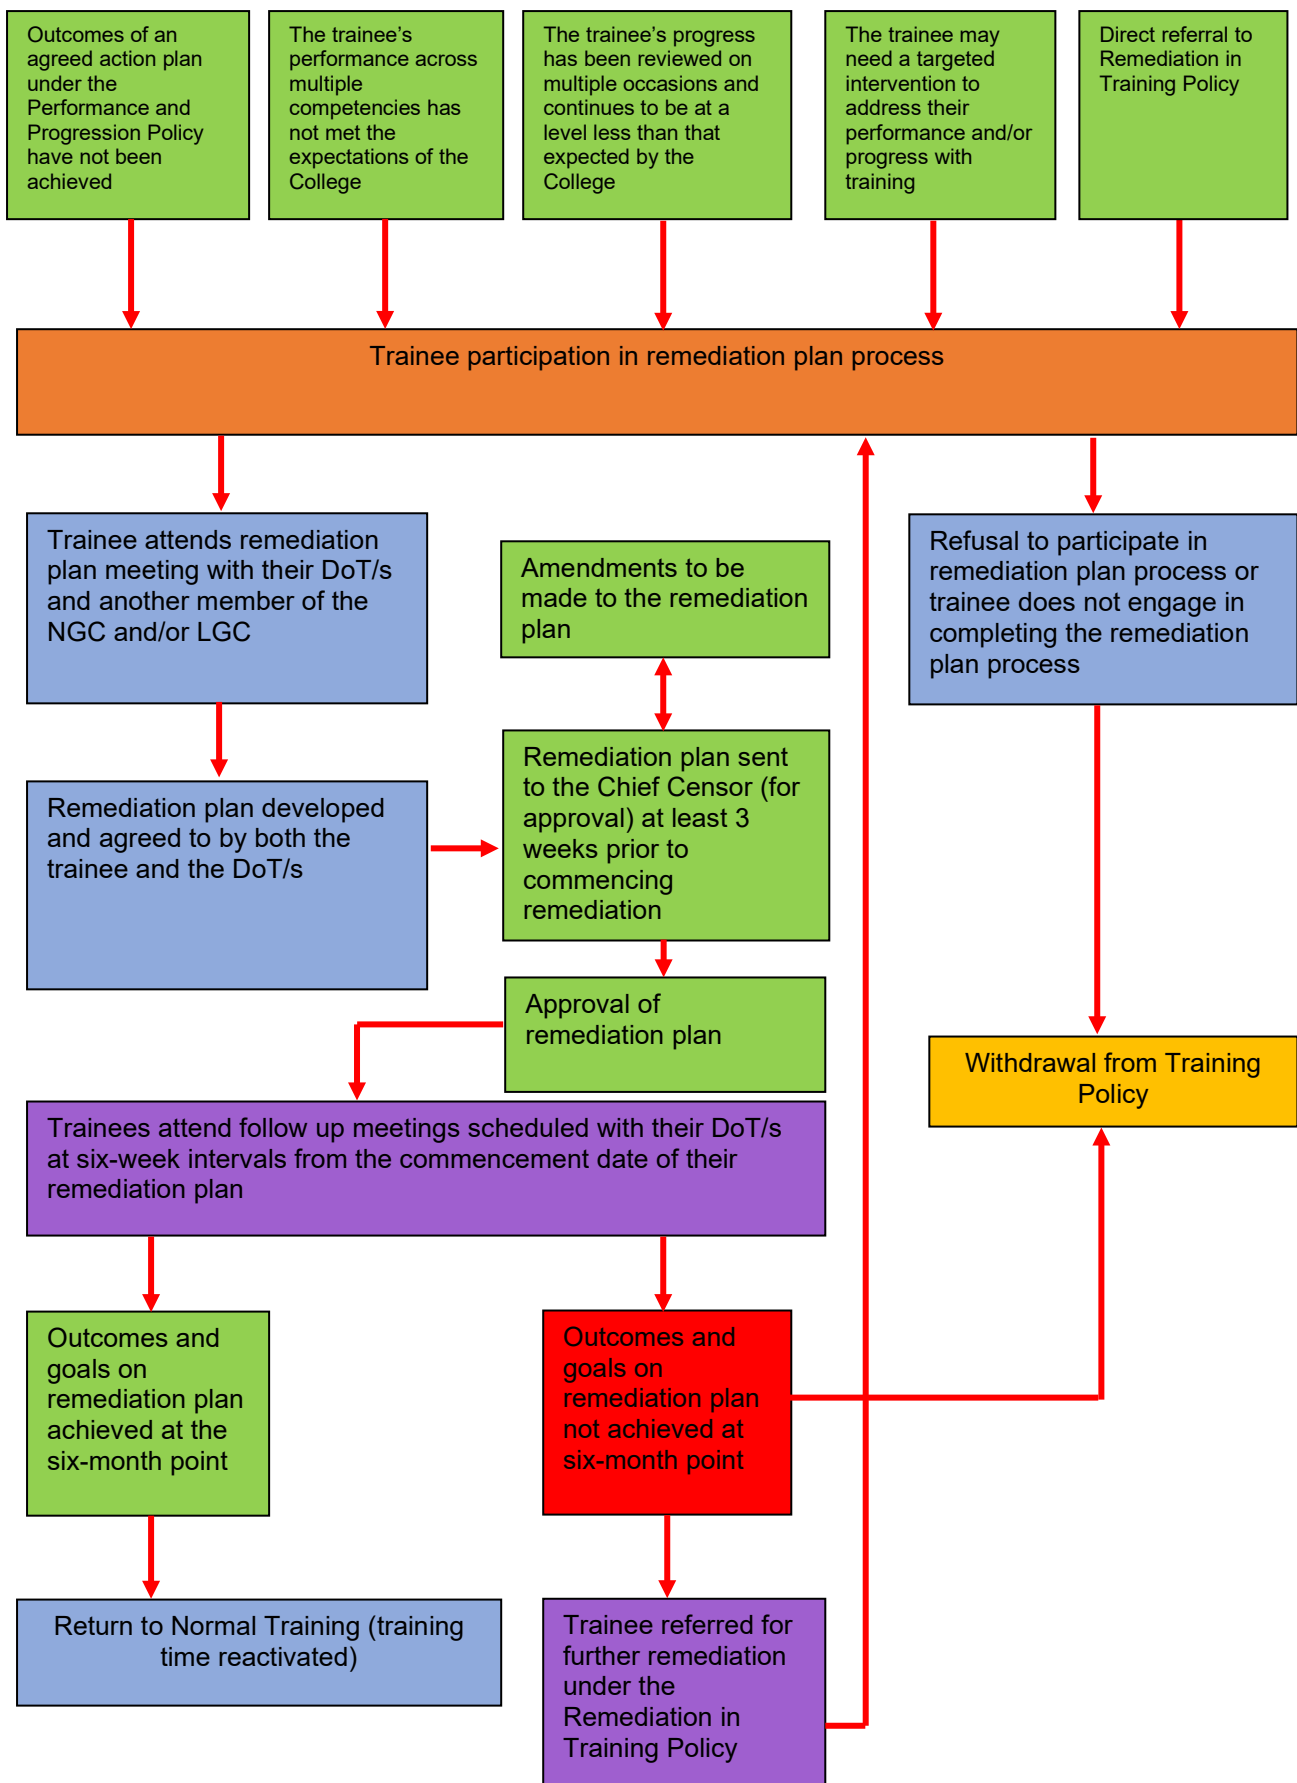 Outcomes of an
agreed action plan
under the
Performance and
Progression Policy
have not been
achieved
The trainee’s
performance across
multiple
competencies has
not met the
expectations of the
College
The trainee’s progress
has been reviewed on
multiple occasions and
continues to be at a
level less than that
expected by the
College
The trainee may
need a targeted
intervention to
address their
performance and/or
progress with
training
Direct referral to
Remediation in
Training Policy
Trainee participation in remediation plan process
Trainee attends remediation
plan meeting with their DoT/s
and another member of the
NGC and/or LGC
Amendments to be
made to the remediation
plan
Refusal to participate in
remediation plan process or
trainee does not engage in
completing the remediation
plan process
Remediation plan developed
and agreed to by both the
trainee and the DoT/s
Remediation plan sent
to the Chief Censor (for
approval) at least 3
weeks prior to
commencing
remediation
Approval of
remediation plan
Withdrawal from Training
Policy
Trainees attend follow up meetings scheduled with their DoT/s
at six-week intervals from the commencement date of their
remediation plan
Outcomes and
goals on
remediation plan
achieved at the
six-month point
Outcomes and
goals on
remediation plan
not achieved at
six-month point
Return to Normal Training (training
time reactivated)
Trainee referred for
further remediation
under the
Remediation in
Training Policy